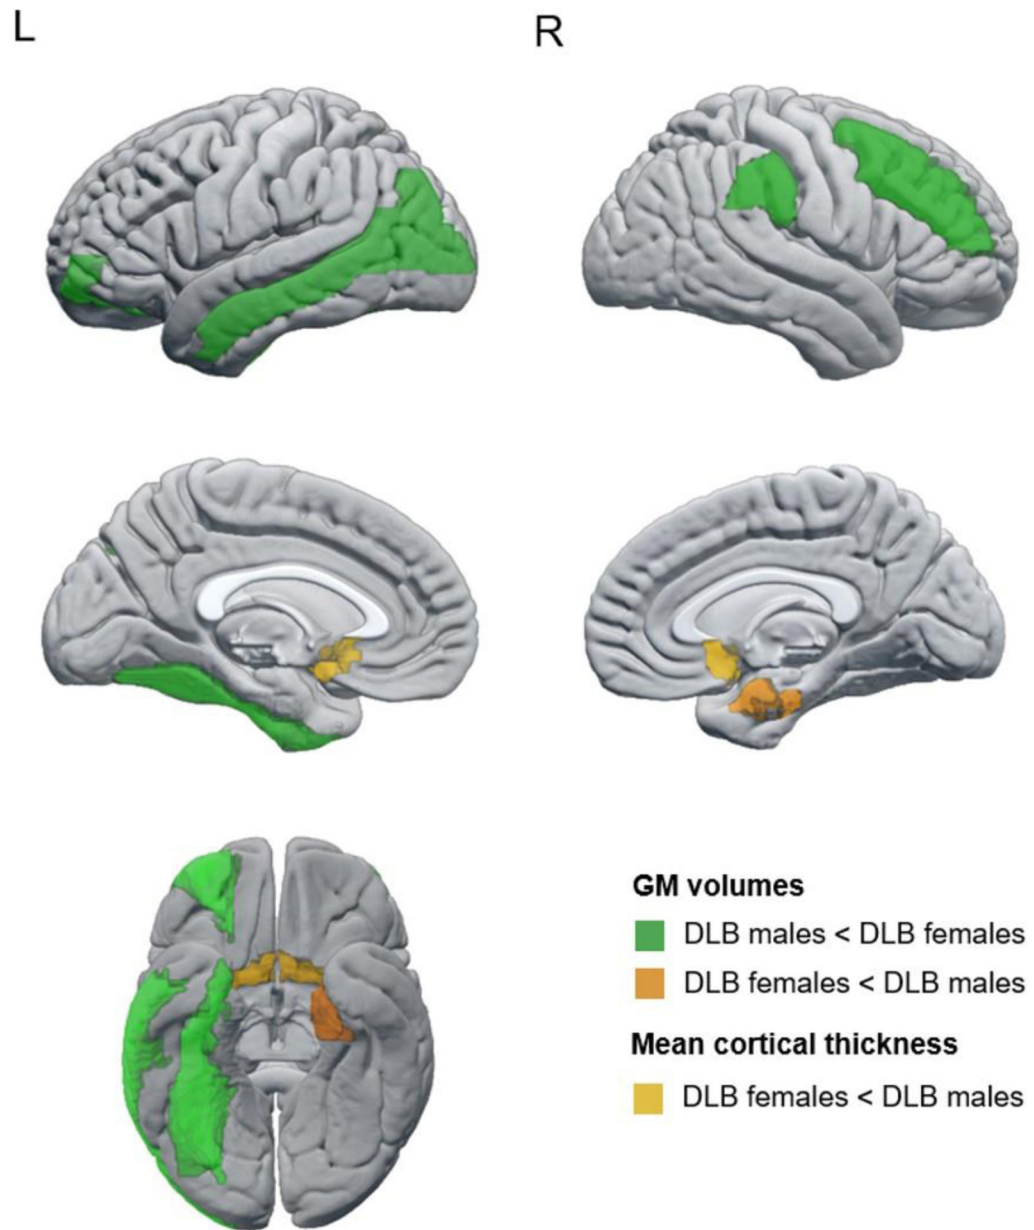 L
R
GM volumes
DLB males < DLB females
DLB females < DLB males
Mean cortical thickness
DLB females < DLB males